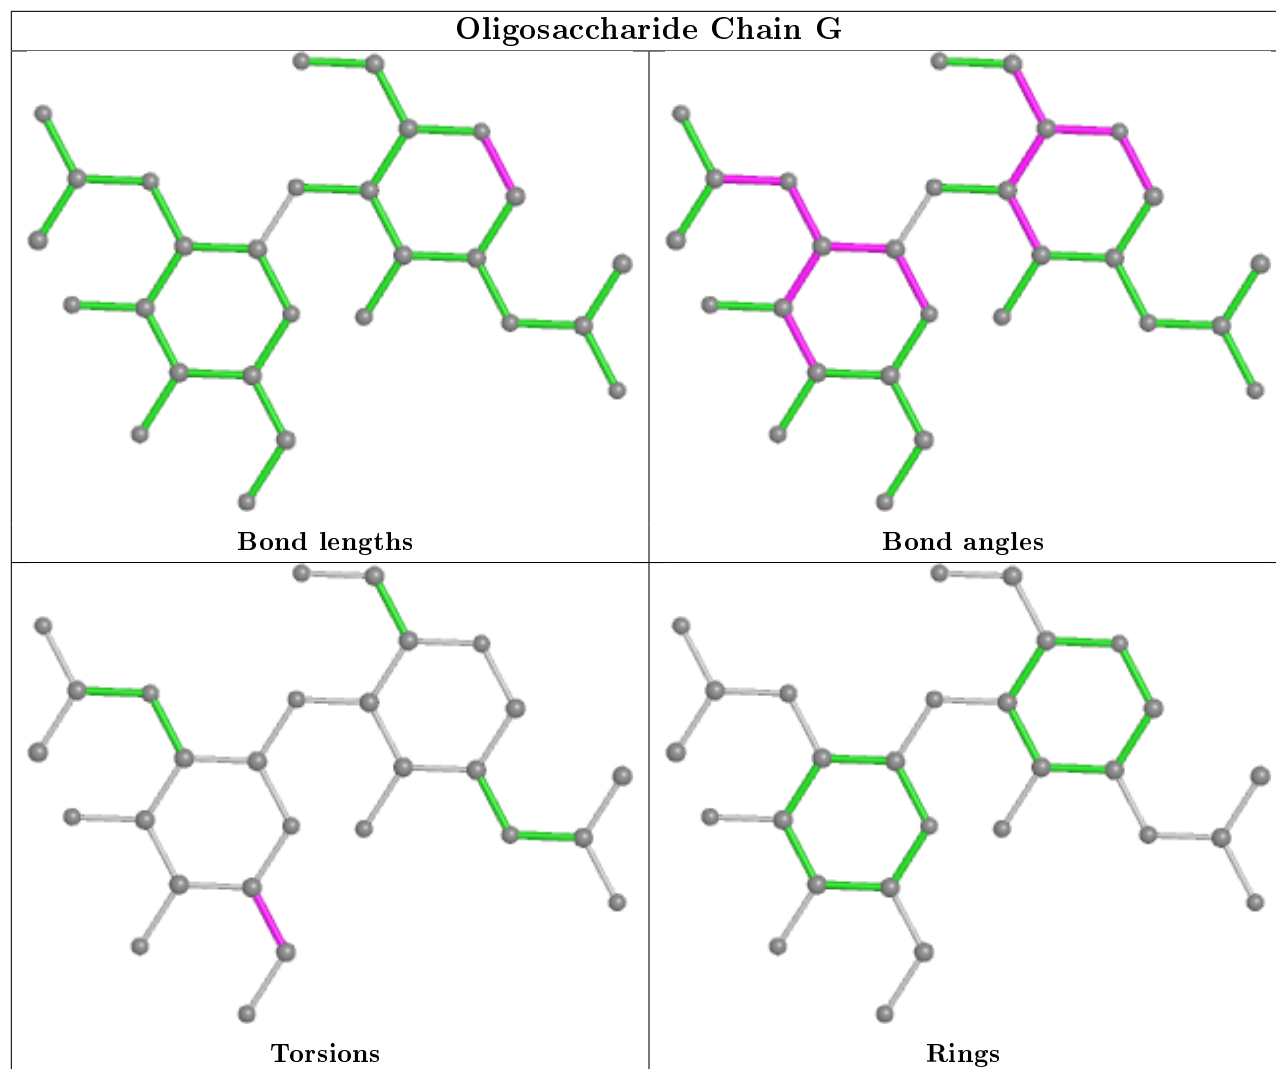 Oligosaccharide Chain G
Bond lengths
Bond angles
Torsions
Rings